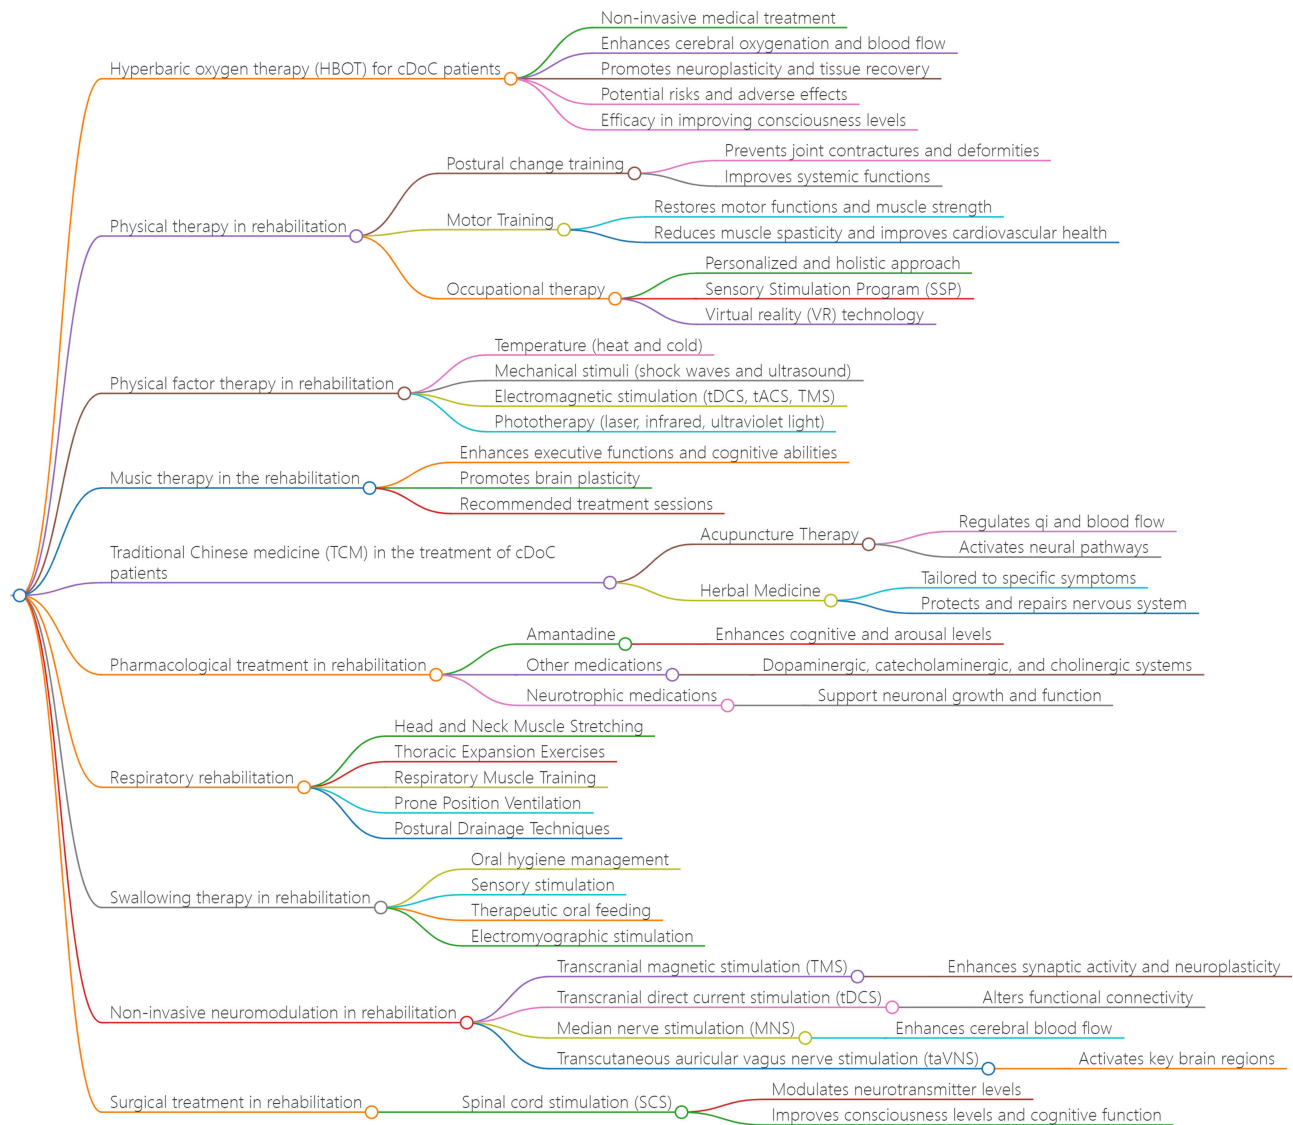 Non-invasive medical treatment
Enhances cerebral oxygenation and blood flow
Hyperbaric oxygen therapy (HBOT) for cDoC patients
Promotes neuroplasticity and tissue recovery
Potential risks and adverse effects
Efficacy in improving consciousness levels
Postural change training
Prevents joint contractures and deformities
Improves systemic functions
Physical therapy in rehabilitation
Motor Training
Restores motor functions and muscle strength
Reduces muscle spasticity and improves cardiovascular health
Occupational therapy
Personalized and holistic approach
Sensory Stimulation Program (SSP)
Virtual reality (VR) technology
Physical factor therapy in rehabilitation
Temperature (heat and cold)
Mechanical stimuli (shock waves and ultrasound)
Electromagnetic stimulation (tDCS, tACS, TMS)
Phototherapy (laser, infrared, ultraviolet light)
Music therapy in the rehabilitation
Enhances executive functions and cognitive abilities
Promotes brain plasticity
Recommended treatment sessions
Traditional Chinese medicine (TCM) in the treatment of cDoC
patients
Acupuncture Therapy
Regulates qi and blood flow
Activates neural pathways
Herbal Medicine
Tailored to specific symptoms
Protects and repairs nervous system
Pharmacological treatment in rehabilitation
Amantadine
Enhances cognitive and arousal levels
Other medications
Dopaminergic, catecholaminergic, and cholinergic systems
Neurotrophic medications
Support neuronal growth and function
Respiratory rehabilitation
Head and Neck Muscle Stretching
Thoracic Expansion Exercises
Respiratory Muscle Training
Prone Position Ventilation
Postural Drainage Techniques
Swallowing therapy in rehabilitation
Oral hygiene management
Sensory stimulation
Therapeutic oral feeding
Electromyographic stimulation
Non-invasive neuromodulation in rehabilitation
Transcranial magnetic stimulation (TMS)
Enhances synaptic activity and neuroplasticity
Transcranial direct current stimulation (tDCS)
Alters functional connectivity
Median nerve stimulation (MNS)
Enhances cerebral blood flow
Transcutaneous auricular vagus nerve stimulation (taVNS)
Activates key brain regions
Surgical treatment in rehabilitation
Spinal cord stimulation (SCS)
Modulates neurotransmitter levels
Improves consciousness levels and cognitive function